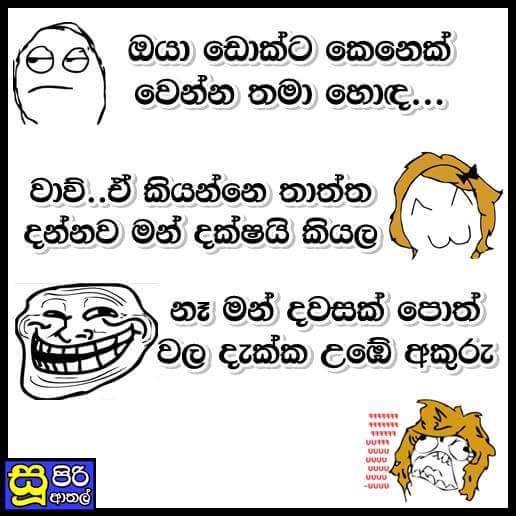 ඔයා ඩොක්ට කෙනෙක්
වෙන්න තමා හොඳ...
වාව්..ඒ කියන්නෙ තාත්ත
දන්නව මන් දක්ෂයි කියල
නෑ මන් දවසක් පොත්
වල දැක්ක උඹේ අකුරු
සුපිරි
ආතල්